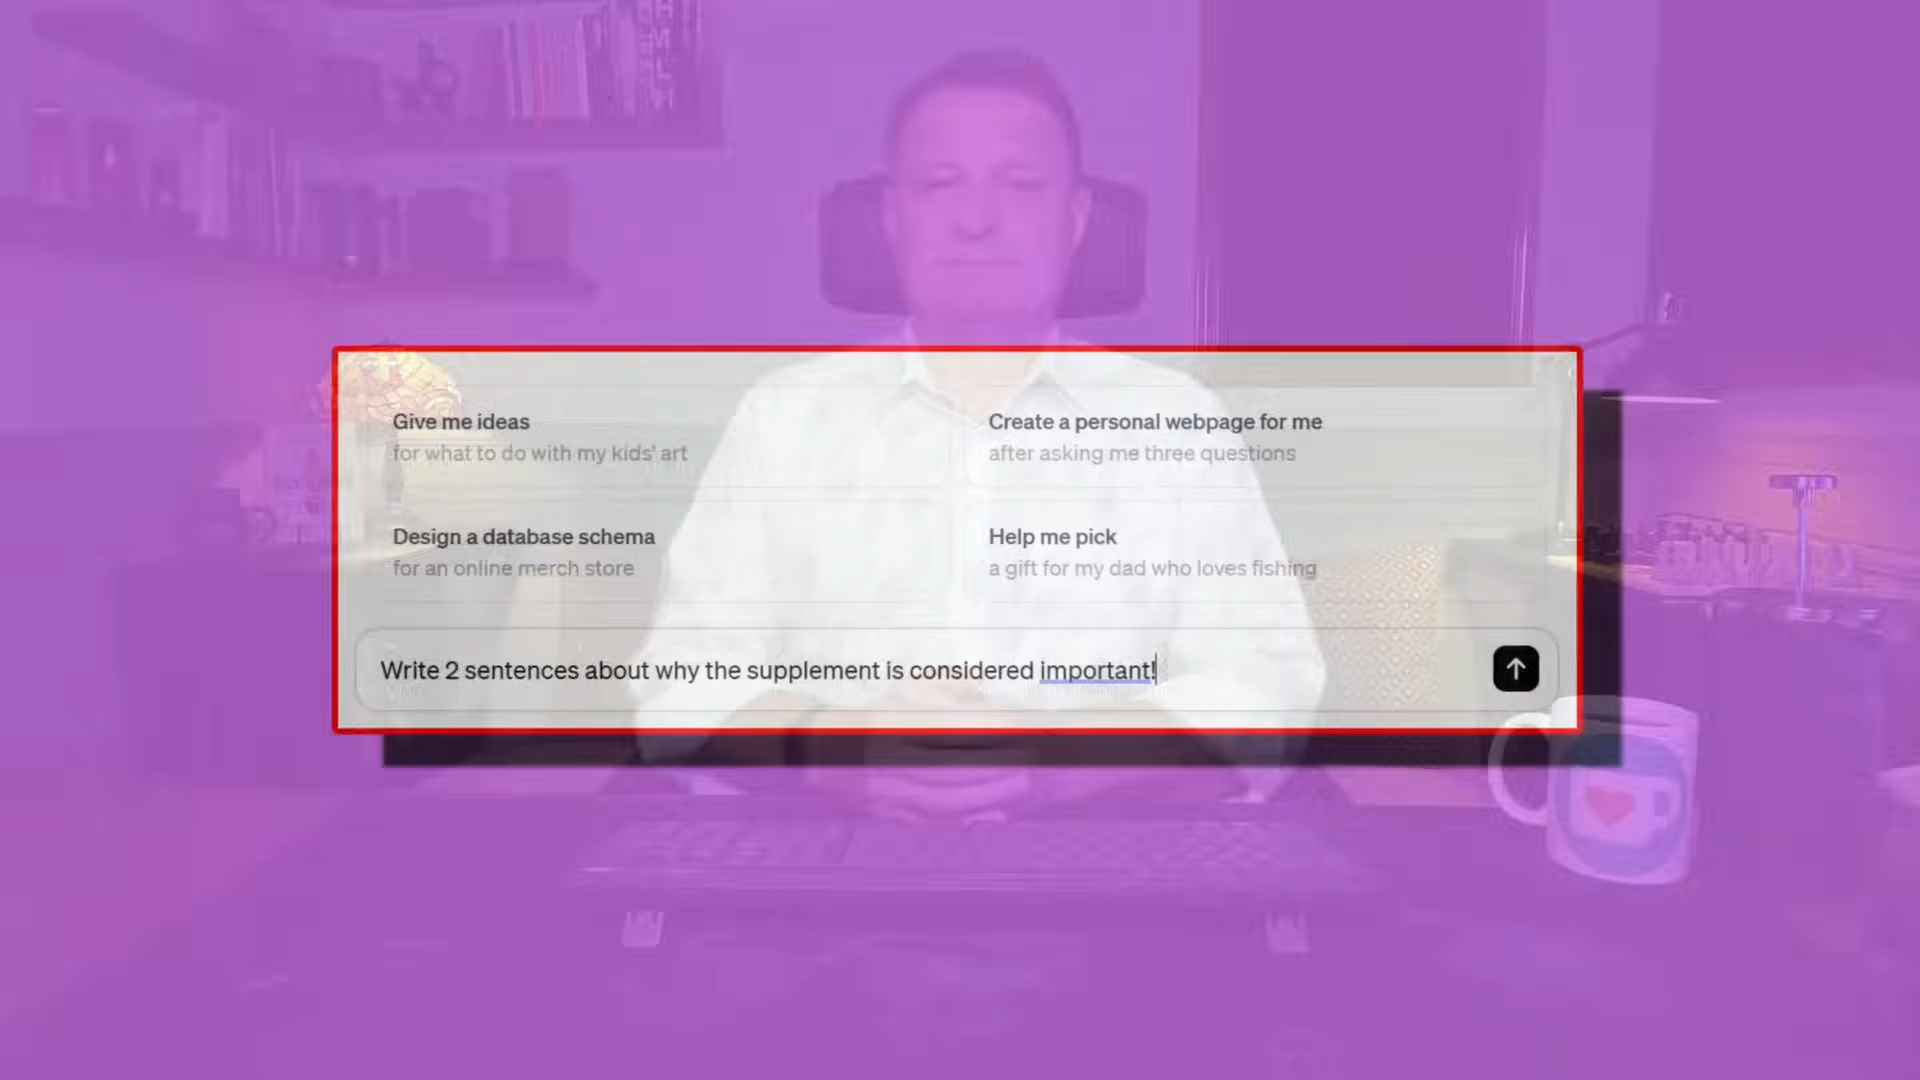 Give me ideas
for what to do with my kids' art
Create a personal webpage for me
after asking me three questions
Design a database schema
for an online merch store
Help me pick
a gift for my dad who loves fishing
Write 2 sentences about why the supplement is considered important!